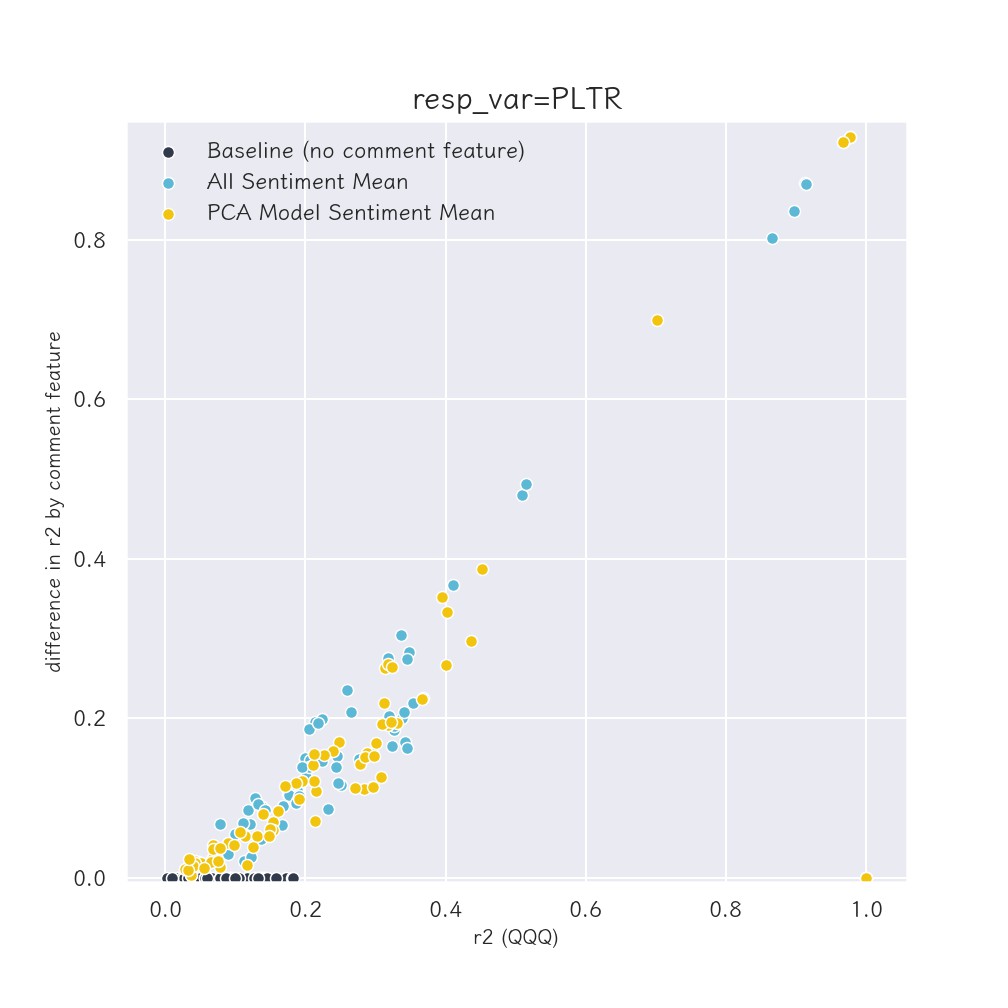 resp_var=PLTR
Baseline (no comment feature)
All Sentiment Mean
PCA Model Sentiment Mean
difference in r2 by comment feature
0.8
0.6
0.4
0.2
0.0
0.0 0.2 0.4 0.6 0.8 1.0
r2 (QQQ)